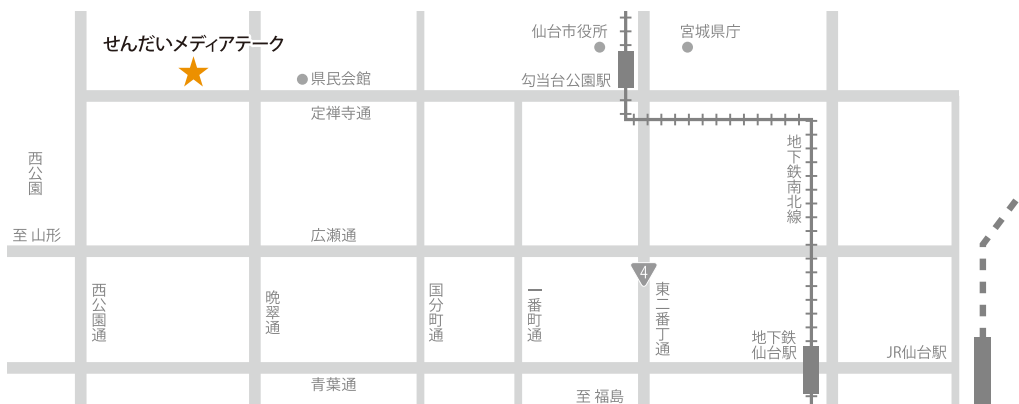 せんだいメディアテーク
仙台市役所
宮城県庁
県民会館
勾当台公園駅
定禅寺通
地下鉄南北線
西公園
至 山形
広瀬通
4
西公園通
晩翠通
国分町通
一番町通
東二番丁通
地下鉄
仙台駅
JR仙台駅
青葉通
至 福島